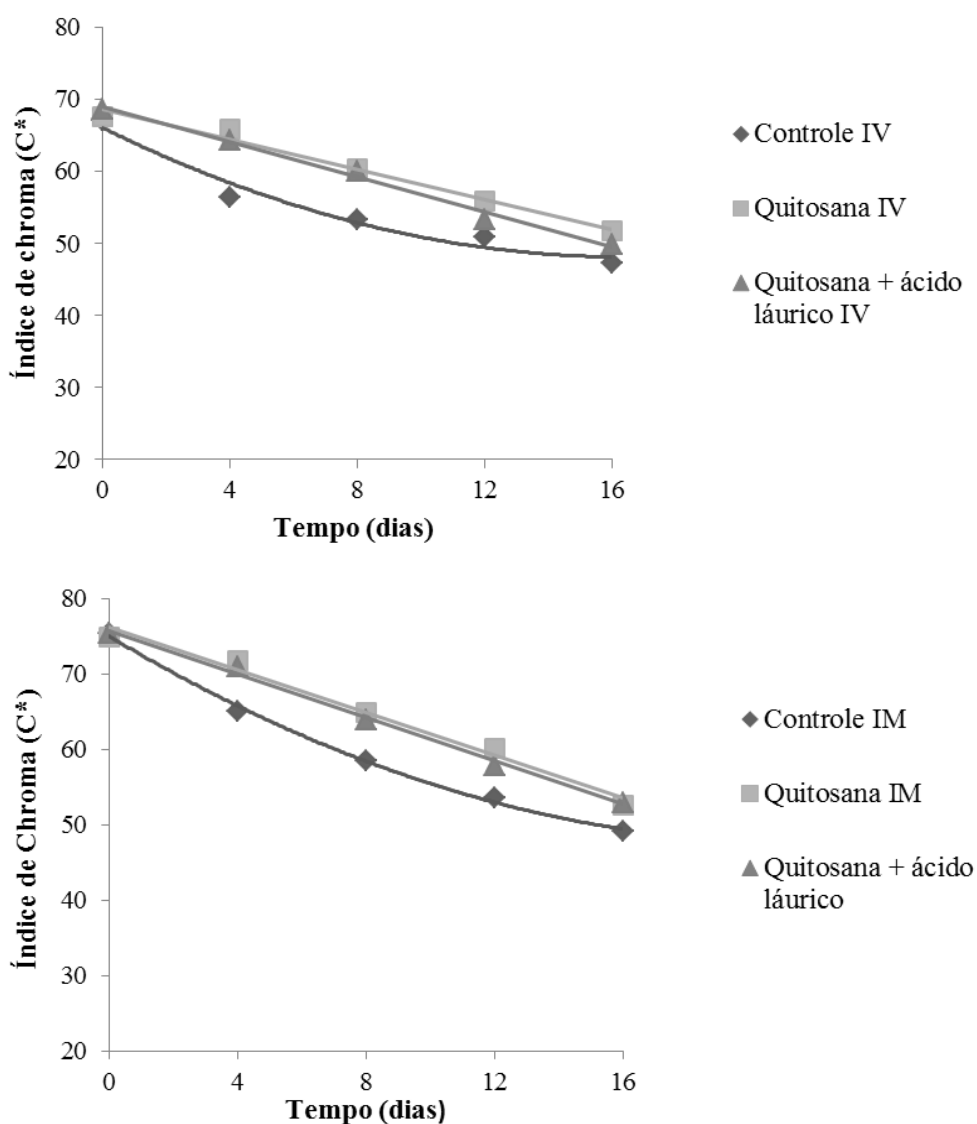 80
70
60
50
40
30
20
0
4
8
12
16
Índice de chroma (C*)
Tempo (dias)
Controle IV
Quitosana IV
Quitosana + ácido
láurico IV
80
70
60
50
40
30
20
0
4
8
12
16
Índice de Chroma (C*)
Tempo (dias)
Controle IM
Quitosana IM
Quitosana + ácido
láurico